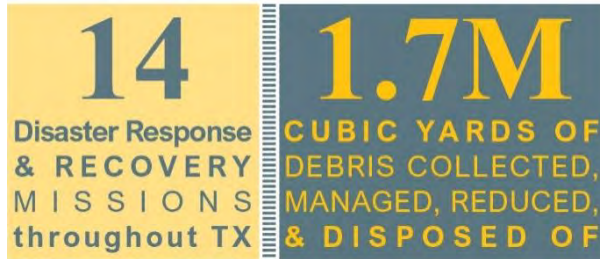 14
Disaster Response
& RECOVERY
MISSIONS
throughout TX
1.7M
CUBIC YARDS OF
DEBRIS COLLECTED,
MANAGED, REDUCED,
& DISPOSED OF